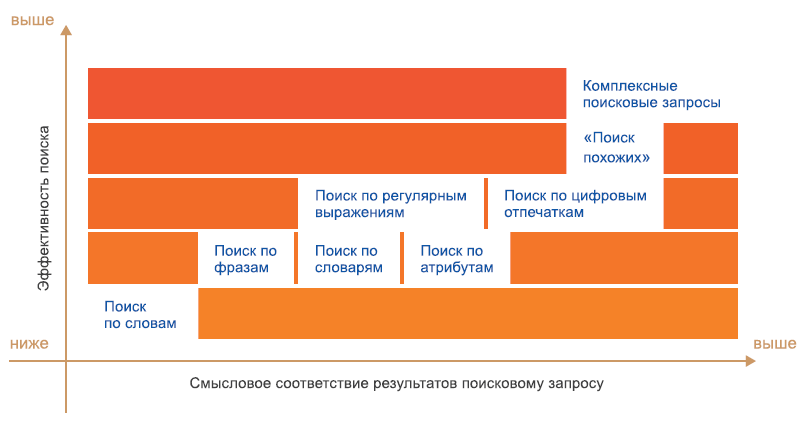 выше
Эффективность поиска
Комплексные
поисковые запросы
«Поиск
похожих»
Поиск по регулярным
выражениям
Поиск по цифровым
отпечаткам
Поиск по
фразам
Поиск по
словарям
Поиск по
атрибутам
Поиск
по словам
ниже
выше
Смысловое соответствие результатов поисковому запросу